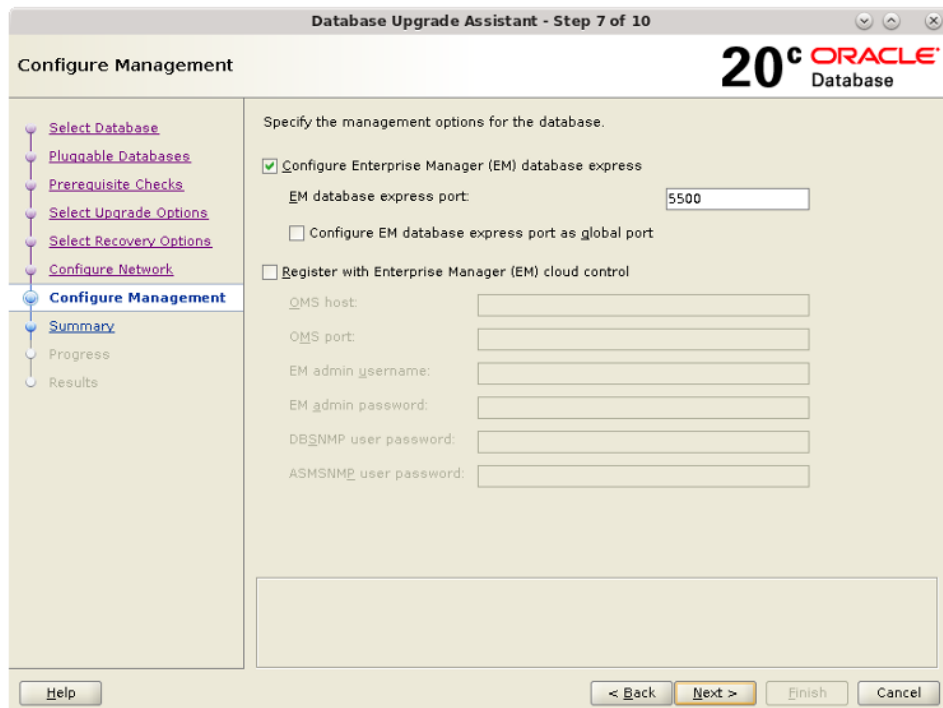 Database Upgrade Assistant - Step 7 of 10
Configure Management
20c ORACLE Database
Select Database
Pluggable Databases
Prerequisite Checks
Select Upgrade Options
Select Recovery Options
Configure Network
Configure Management
Summary
Progress
Results
Specify the management options for the database.
Configure Enterprise Manager (EM) database express
EM database express port: 5500
Configure EM database express port as global port
Register with Enterprise Manager (EM) cloud control
OMS host:
OMS port:
EM admin username:
EM admin password:
DBSNMP user password:
ASMSNMP user password:
Help < Back Next > Finish Cancel